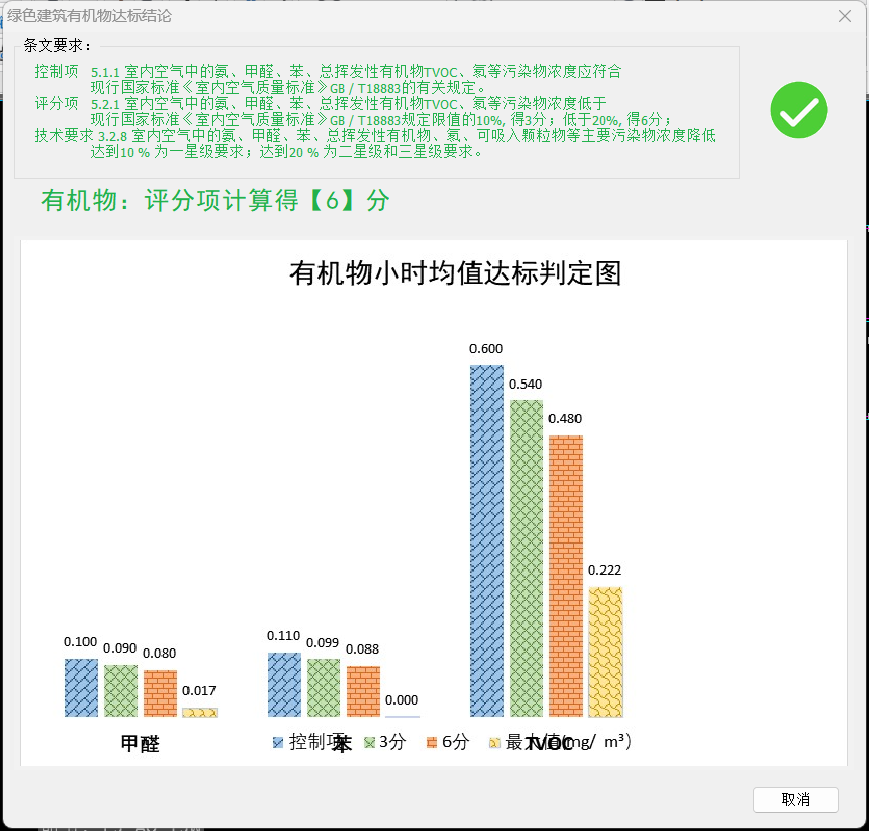 绿色建筑有机物达标结论
条文要求：
控制项 5.1.1 室内空气中的氨、甲醛、苯、总挥发性有机物TVOC、氡等污染物浓度应符合
现行国家标准《室内空气质量标准》GB / T18883的有关规定。
评分项 5.2.1 室内空气中的氨、甲醛、苯、总挥发性有机物TVOC、氡等污染物浓度低于
现行国家标准《室内空气质量标准》GB / T18883规定限值的10%, 得3分；低于20%, 得6分；
技术要求 3.2.8 室内空气中的氨、甲醛、苯、总挥发性有机物、氡、可吸入颗粒物等主要污染物浓度降低
达到10 % 为一星级要求；达到20 % 为二星级和三星级要求。
有机物：评分项计算得【6】分
有机物小时均值达标判定图
0.600
0.540
0.480
0.222
0.100
0.090
0.080
0.017
0.110
0.099
0.088
0.000
甲醛
苯
TVOC
控制项
3分
6分
最大值(mg/ m³)
取消